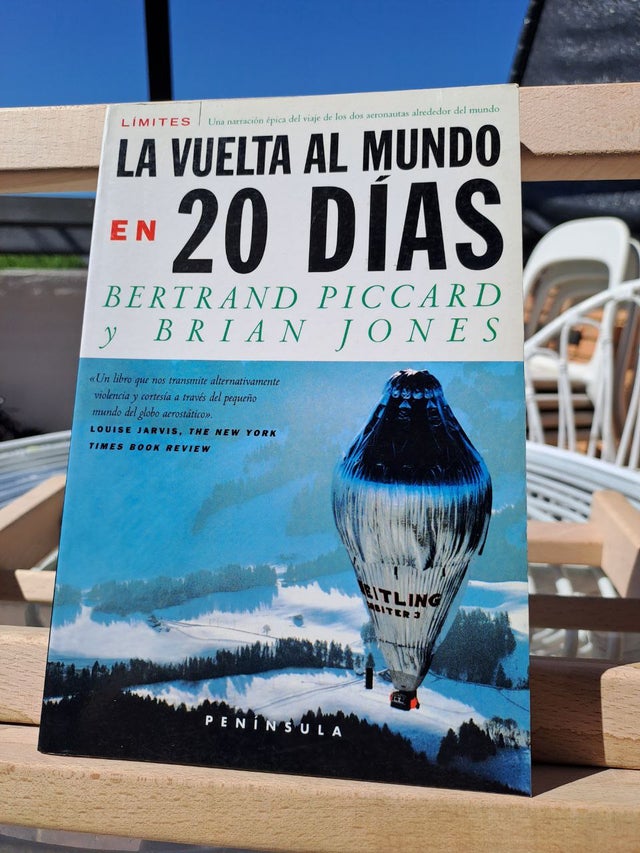 LÍMITES
Una narración épica del viaje de los dos aeronautas alrededor del mundo
LA VUELTA AL MUNDO
EN 20 DÍAS
BERTRAND PICCARD
y BRIAN JONES
«Un libro que nos transmite alternativamente
violencia y cortesía a través del pequeño
mundo del globo aerostático».
LOUISE JARVIS, THE NEW YORK
TIMES BOOK REVIEW
EITLING
BITER 3
PENÍNSULA